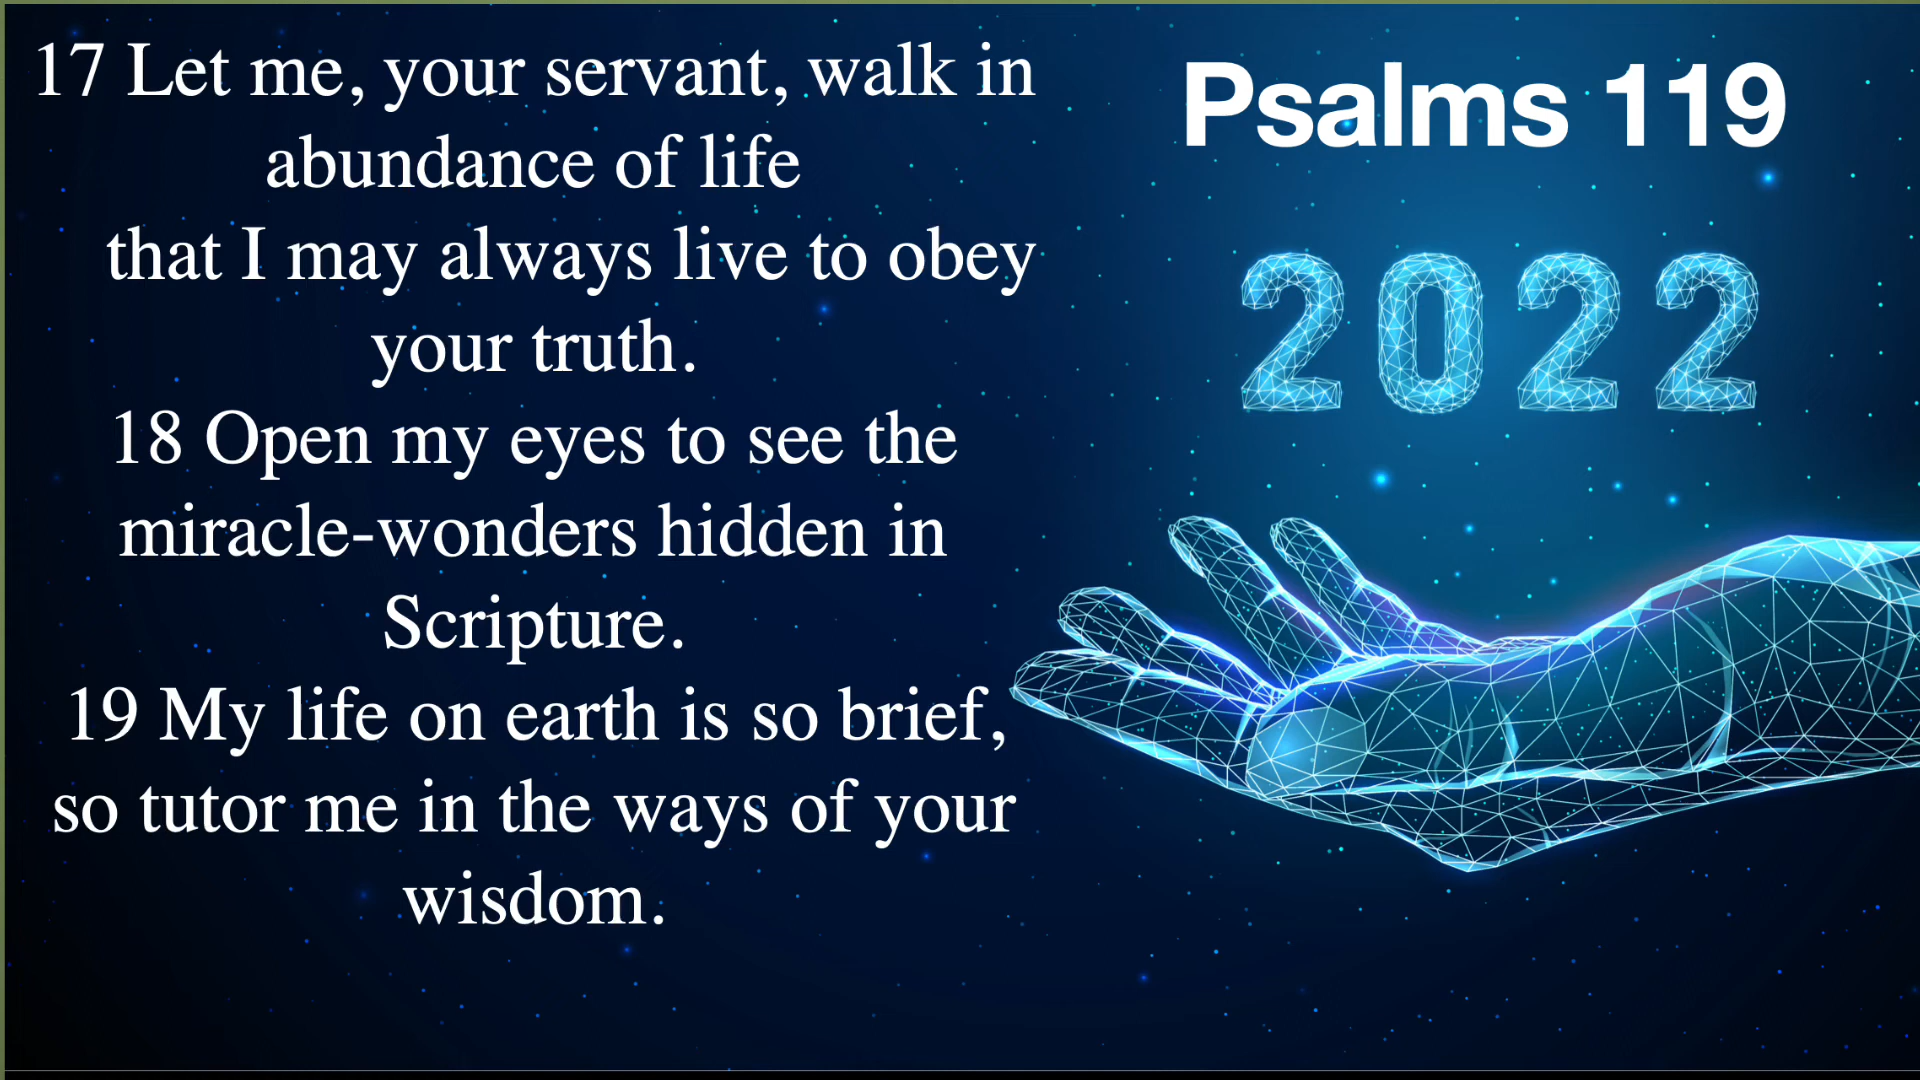 17 Let me, your servant, walk in
abundance of life
that I may always live to obey
your truth.
18 Open my eyes to see the
miracle-wonders hidden in
Scripture.
19 My life on earth is so brief,
so tutor me in the ways of your
wisdom.
Psalms 119
2022